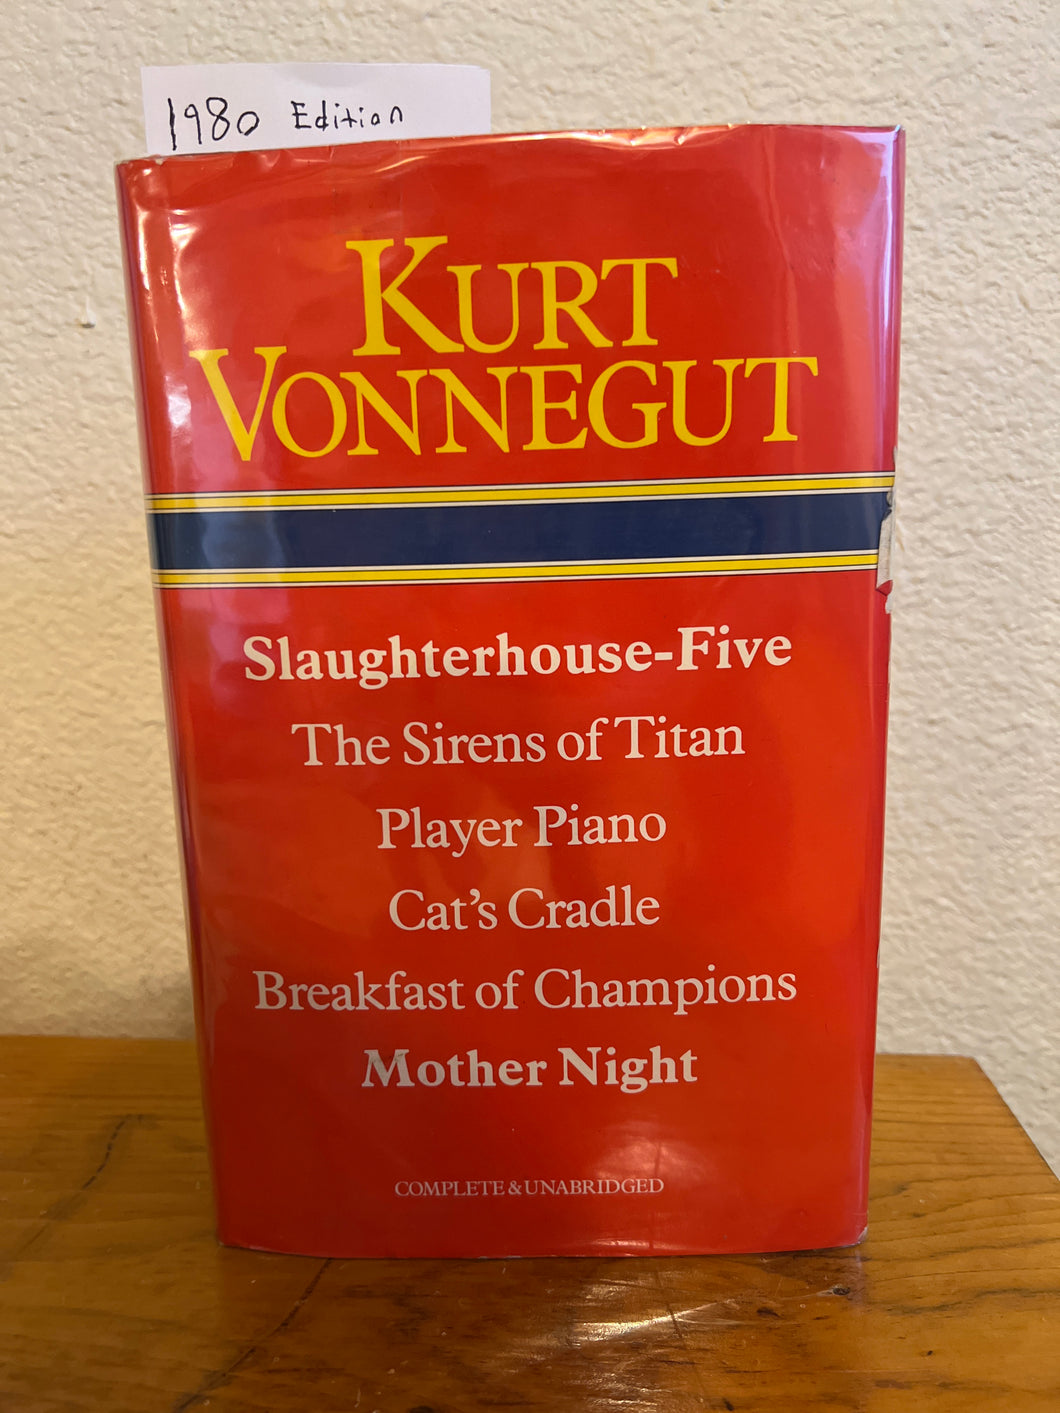 1980 Edition
KURT
VONNEGUT
Slaughterhouse-Five
The Sirens of Titan
Player Piano
Cat's Cradle
Breakfast of Champions
Mother Night
COMPLETE & UNABRIDGED